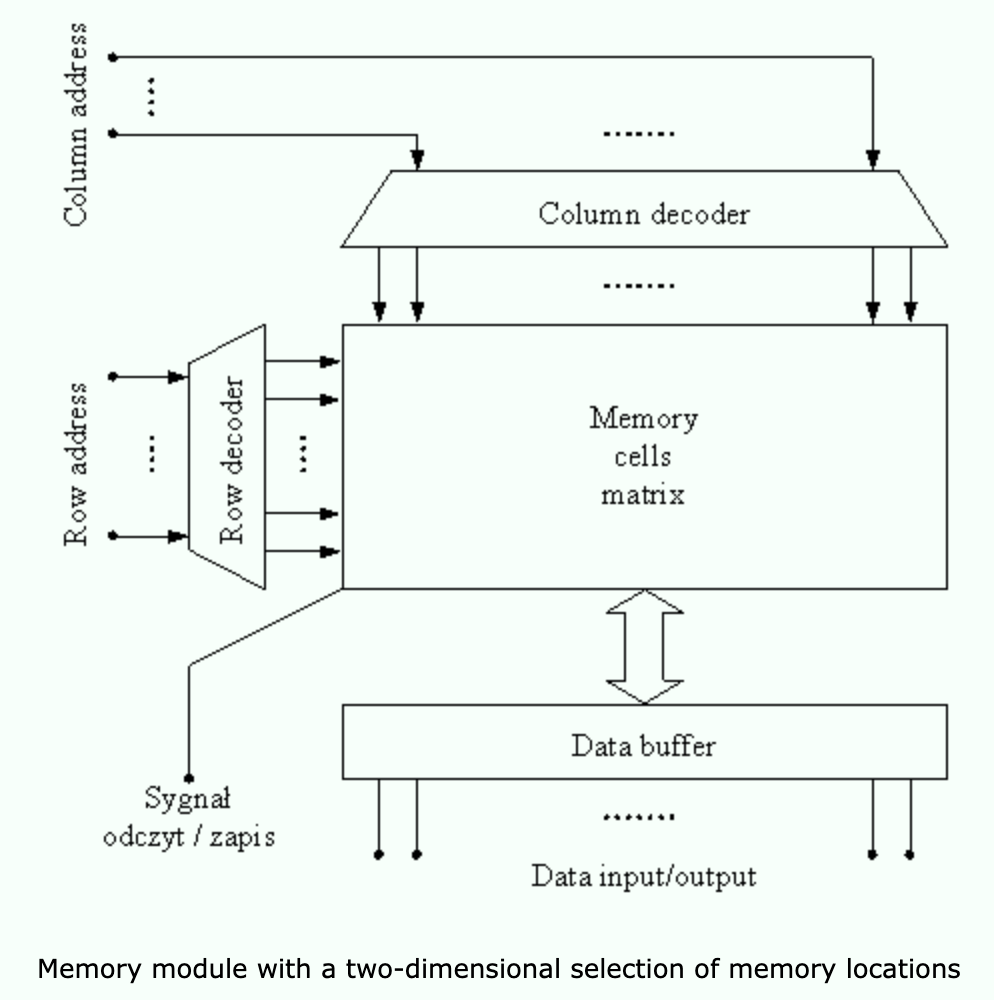 Column address
Column decoder
Row address
Row decoder
Memory
cells
matrix
Data buffer
Sygnał
odczyt / zapis
Data input/output
Memory module with a two-dimensional selection of memory locations